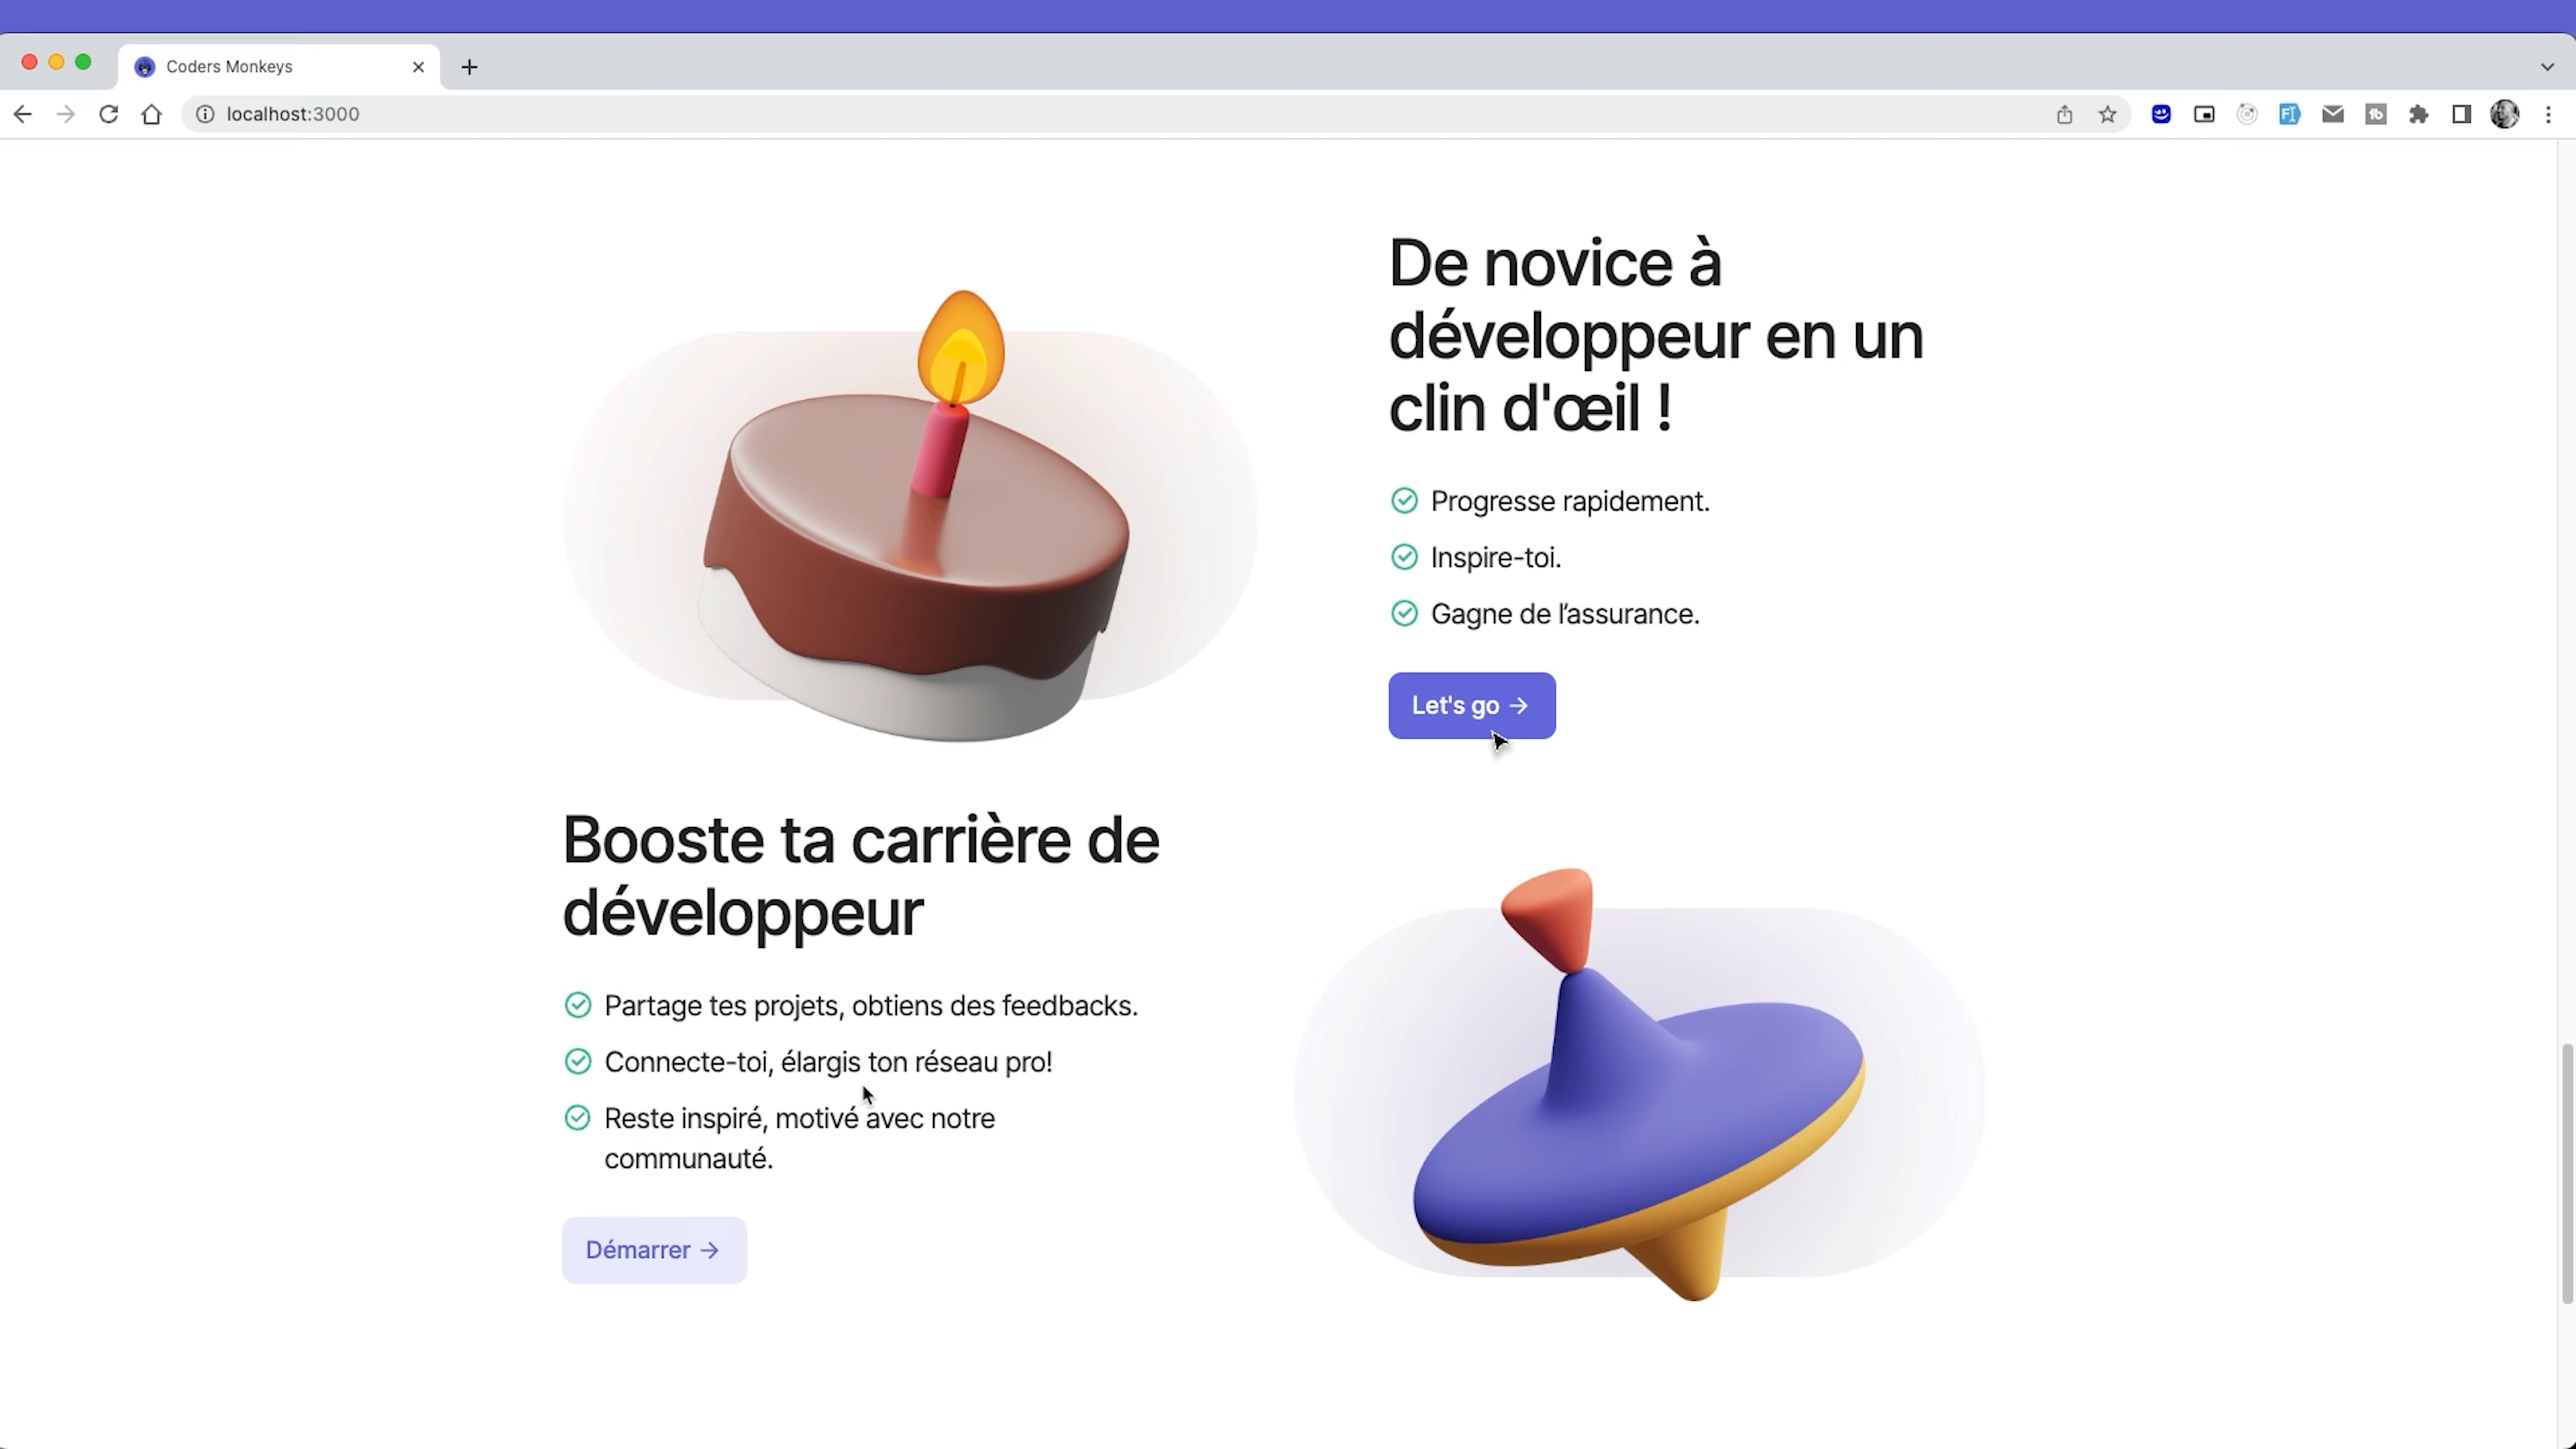 Coders Monkeys
localhost:3000
De novice à
développeur en un
clin d'œil !
Progresse rapidement.
Inspire-toi.
Gagne de l’assurance.
Let's go →
Booste ta carrière de
développeur
Partage tes projets, obtiens des feedbacks.
Connecte-toi, élargis ton réseau pro!
Reste inspiré, motivé avec notre
communauté.
Démarrer →